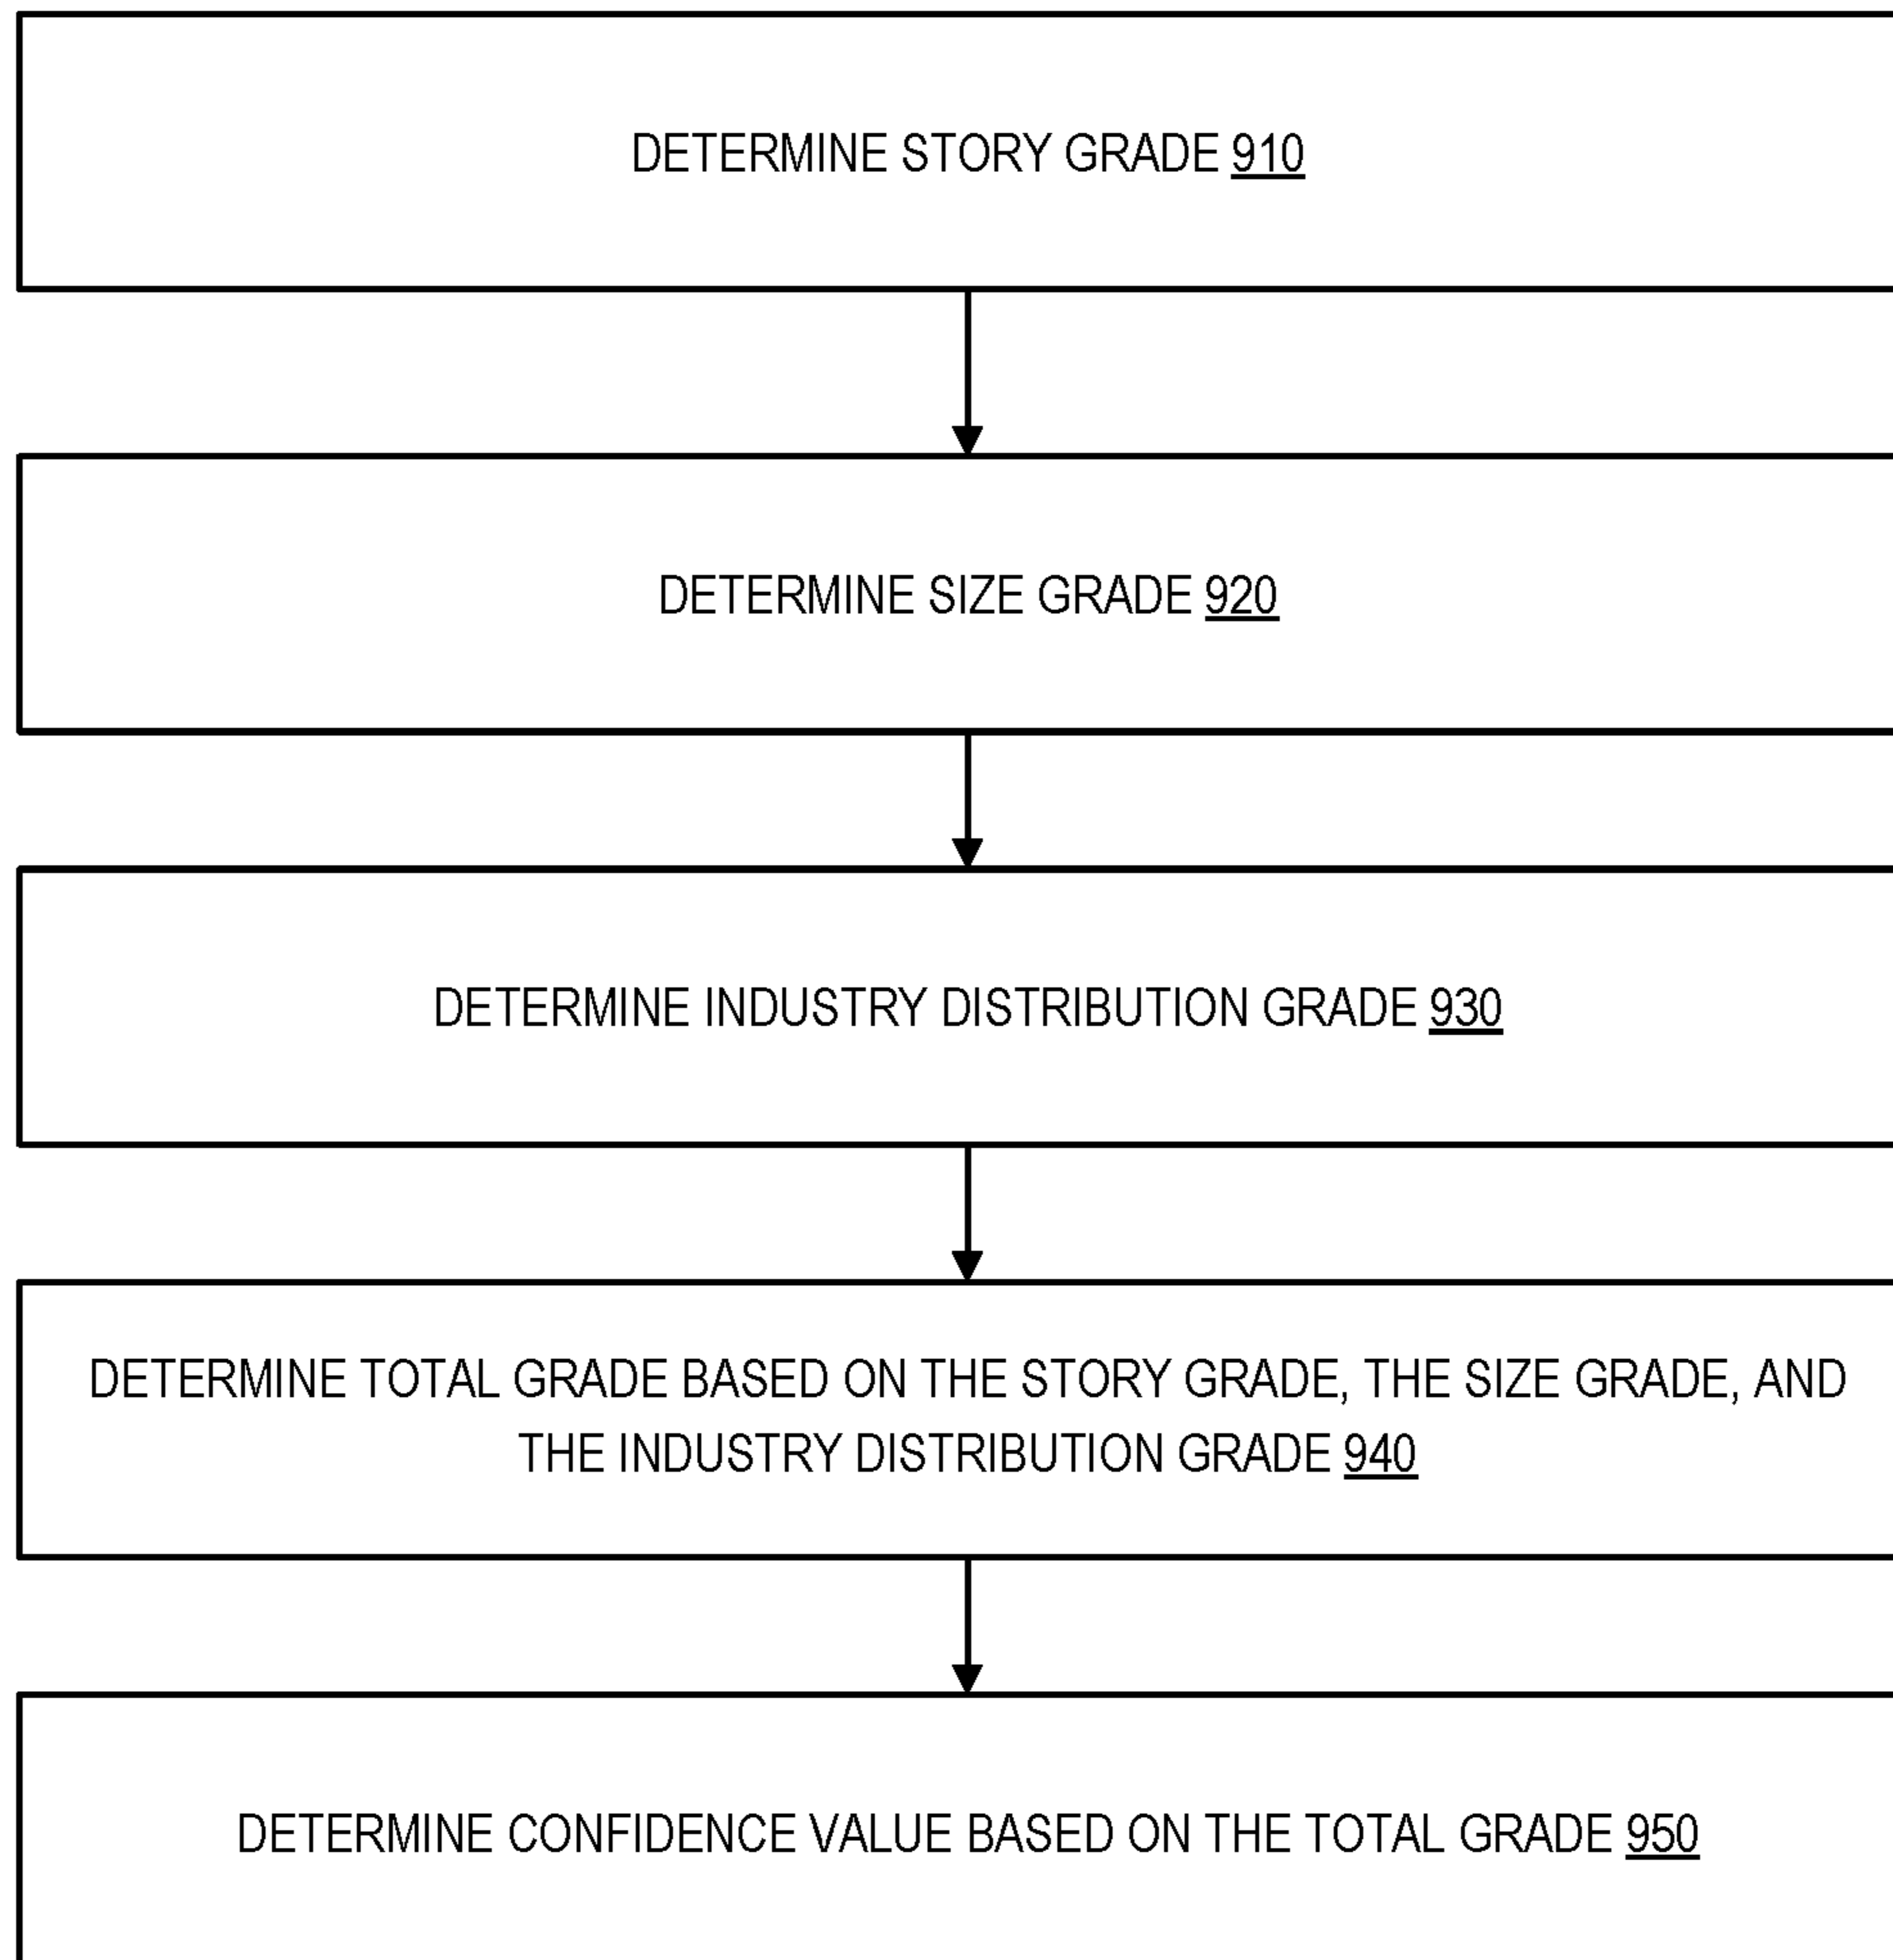 DETERMINE STORY GRADE 910
DETERMINE SIZE GRADE 920
DETERMINE INDUSTRY DISTRIBUTION GRADE 930
DETERMINE TOTAL GRADE BASED ON THE STORY GRADE, THE SIZE GRADE, AND
THE INDUSTRY DISTRIBUTION GRADE 940
DETERMINE CONFIDENCE VALUE BASED ON THE TOTAL GRADE 950